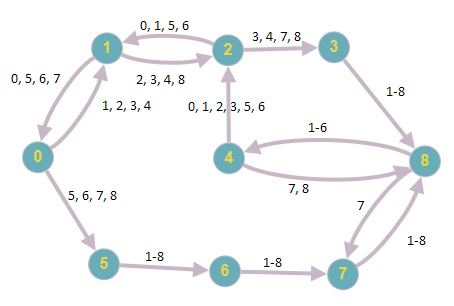 0, 1, 5, 6
1
2
3, 4, 7, 8
3
0, 5, 6, 7
2, 3, 4, 8
1, 2, 3, 4
0, 1, 2, 3, 5, 6
1-8
1-6
0
4
8
7, 8
5, 6, 7, 8
7
1-8
5
1-8
6
1-8
7